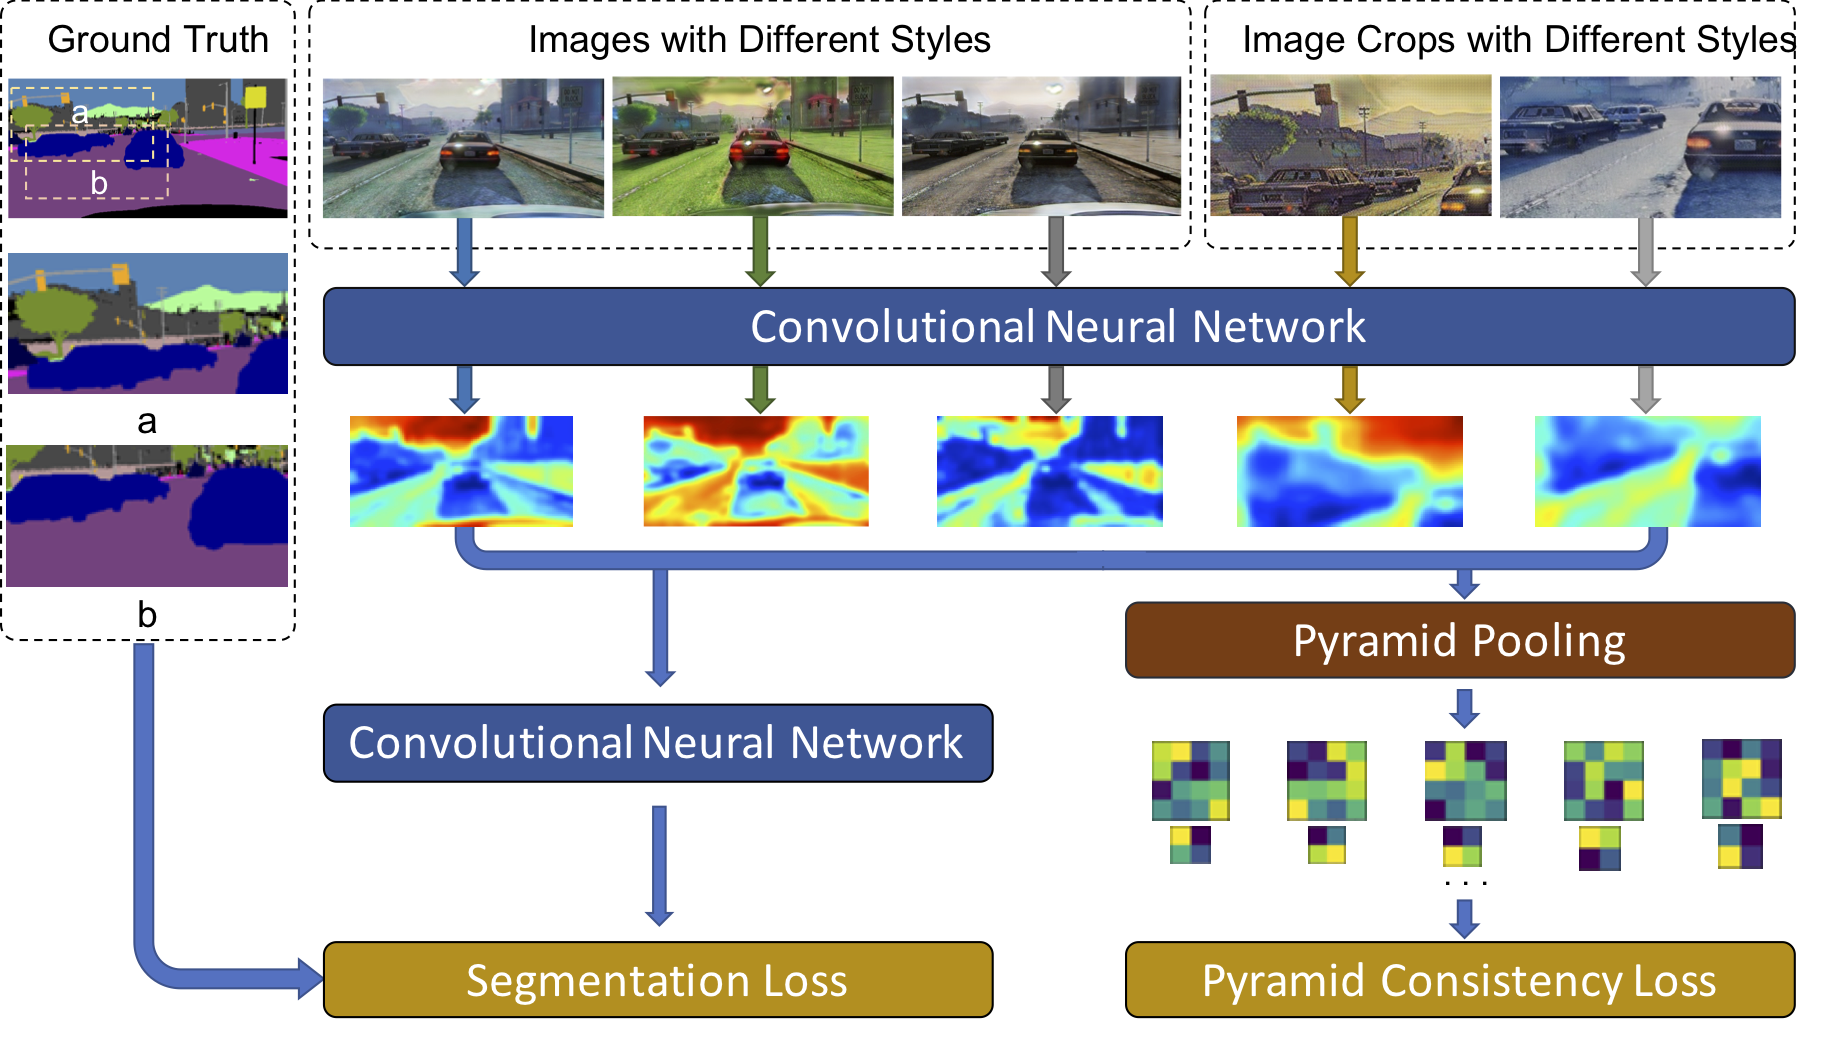 Ground Truth
Images with Different Styles
Image Crops with Different Styles
a
b
a
b
Convolutional Neural Network
Pyramid Pooling
Convolutional Neural Network
. . .
Segmentation Loss
Pyramid Consistency Loss